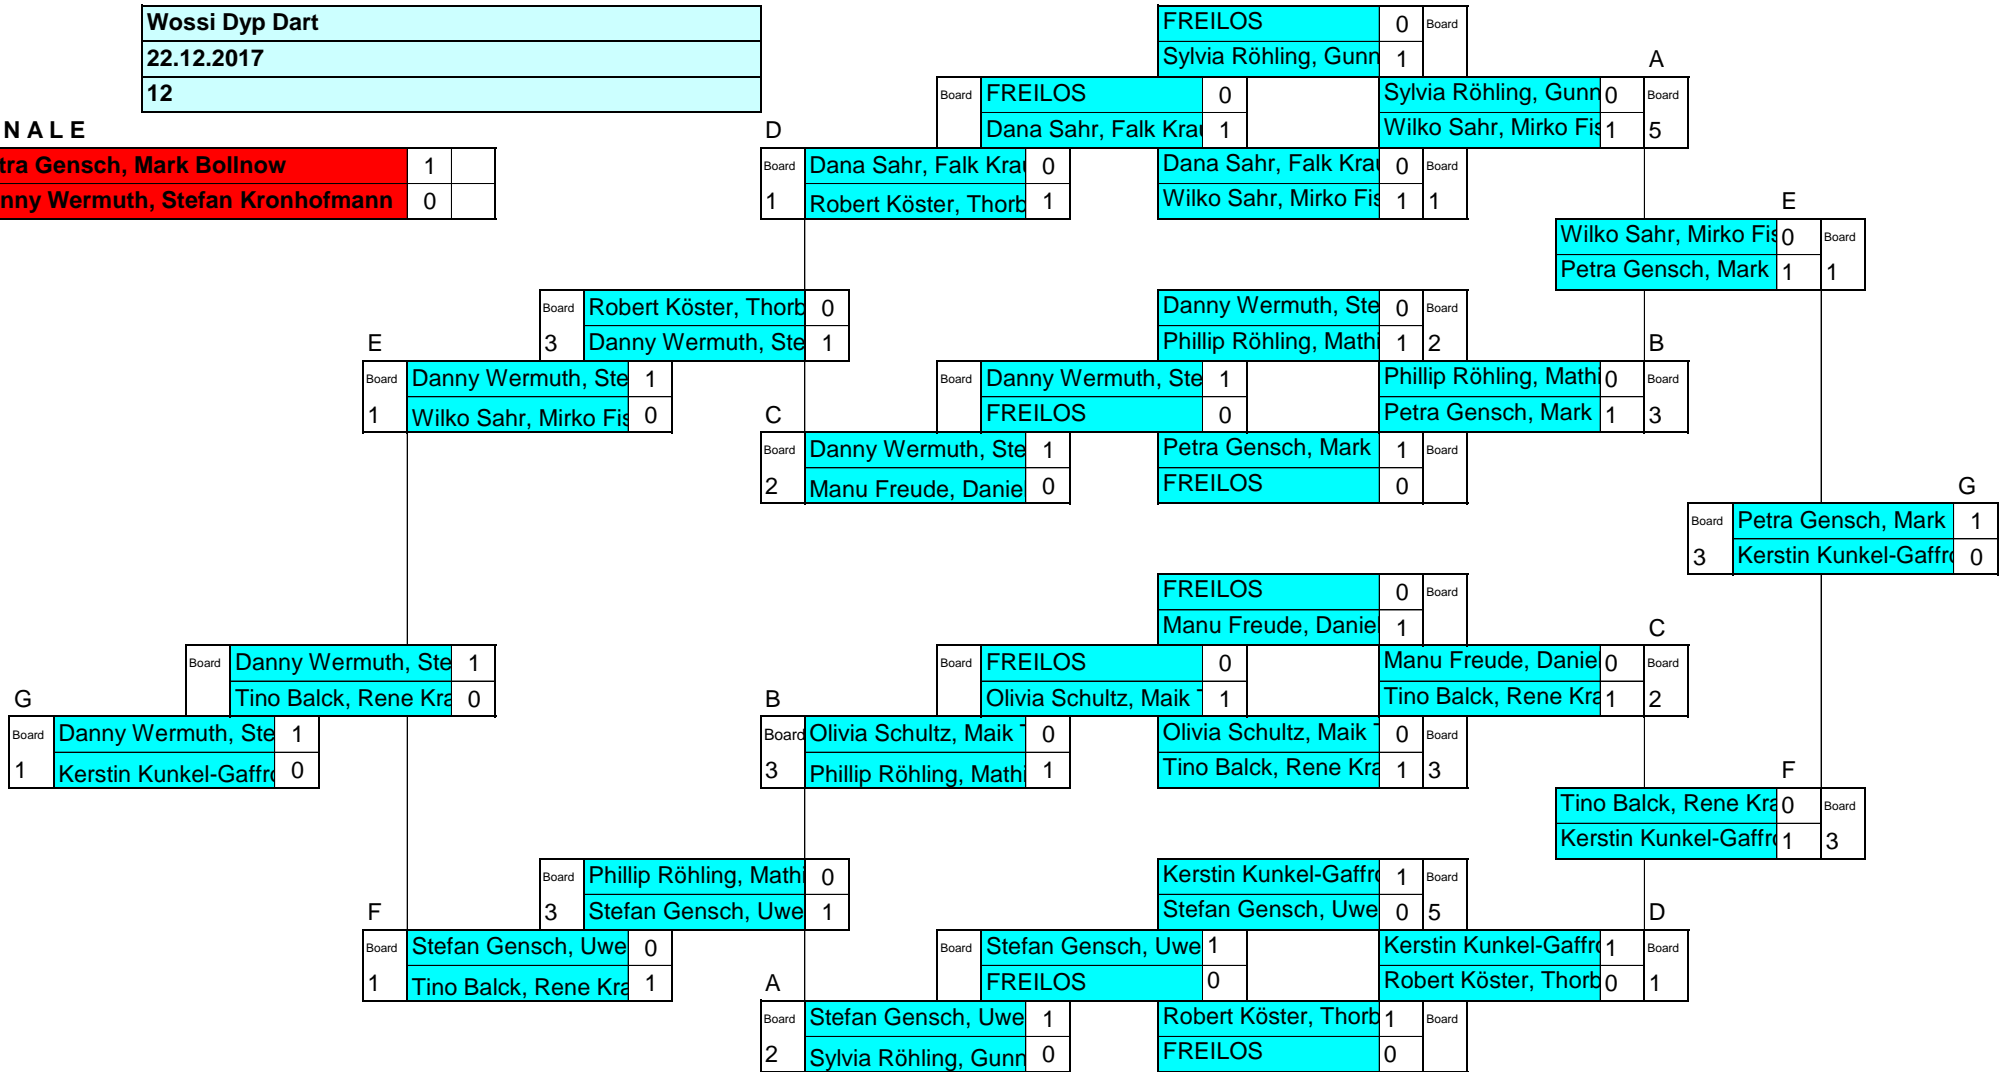 Wossi Dyp Dart
22.12.2017
12
N A L E
tra Gensch, Mark Bollnow 1
nny Wermuth, Stefan Kronhofmann 0
FREILOS 0 Board
Sylvia Röhling, Gunn 1
A
Board FREILOS 0
Dana Sahr, Falk Krau 1
Sylvia Röhling, Gunn 0 Board
Wilko Sahr, Mirko Fis 1 5
D
Board Dana Sahr, Falk Krau 0
1 Robert Köster, Thorb 1
Dana Sahr, Falk Krau 0 Board
Wilko Sahr, Mirko Fis 1 1
E
Wilko Sahr, Mirko Fis 0 Board
Petra Gensch, Mark 1 1
Board Robert Köster, Thorb 0
3 Danny Wermuth, Ste 1
Danny Wermuth, Ste 0 Board
Phillip Röhling, Mathi 1 2
E
B
Board Danny Wermuth, Ste 1
1 Wilko Sahr, Mirko Fis 0
Board Danny Wermuth, Ste 1
FREILOS 0
Phillip Röhling, Mathi 0 Board
Petra Gensch, Mark 1 3
C
Board Danny Wermuth, Ste 1
2 Manu Freude, Danie 0
Petra Gensch, Mark 1 Board
FREILOS 0
G
Board Petra Gensch, Mark 1
3 Kerstin Kunkel-Gaffro 0
FREILOS 0 Board
Manu Freude, Danie 1
C
Board Danny Wermuth, Ste 1
Tino Balck, Rene Kra 0
Board FREILOS 0
Olivia Schultz, Maik T 1
Manu Freude, Danie 0 Board
Tino Balck, Rene Kra 1 2
G
B
Board Danny Wermuth, Ste 1
1 Kerstin Kunkel-Gaffro 0
Board Olivia Schultz, Maik T 0
3 Phillip Röhling, Mathi 1
Olivia Schultz, Maik T 0 Board
Tino Balck, Rene Kra 1 3
F
Tino Balck, Rene Kra 0 Board
Kerstin Kunkel-Gaffro 1 3
Board Phillip Röhling, Mathi 0
3 Stefan Gensch, Uwe 1
Kerstin Kunkel-Gaffro 1 Board
Stefan Gensch, Uwe 0 5
F
D
Board Stefan Gensch, Uwe 0
1 Tino Balck, Rene Kra 1
Board Stefan Gensch, Uwe 1
FREILOS 0
Kerstin Kunkel-Gaffro 1 Board
Robert Köster, Thorb 0 1
A
Board Stefan Gensch, Uwe 1
2 Sylvia Röhling, Gunn 0
Robert Köster, Thorb 1 Board
FREILOS 0